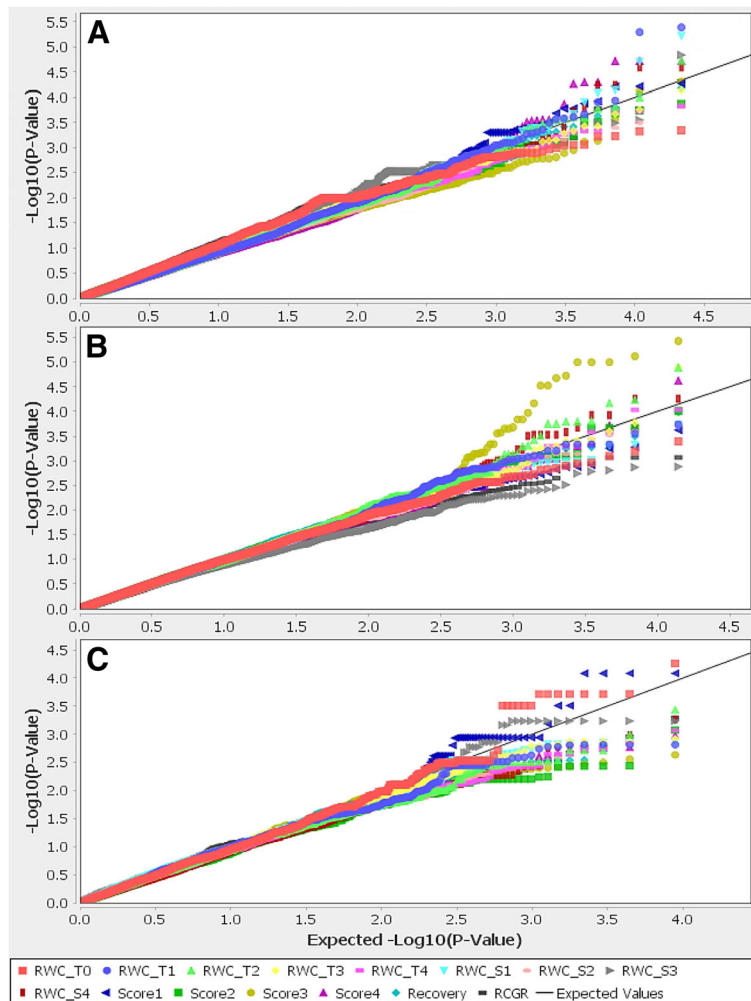 A
-Log10(P-Value)
5.5
5.0
4.5
4.0
3.5
3.0
2.5
2.0
1.5
1.0
0.5
0.0
0.0 0.5 1.0 1.5 2.0 2.5 3.0 3.5 4.0 4.5
B
-Log10(P-Value)
5.5
5.0
4.5
4.0
3.5
3.0
2.5
2.0
1.5
1.0
0.5
0.0
0.0 0.5 1.0 1.5 2.0 2.5 3.0 3.5 4.0 4.5
C
-Log10(P-Value)
4.5
4.0
3.5
3.0
2.5
2.0
1.5
1.0
0.5
0.0
0.0 0.5 1.0 1.5 2.0 2.5 3.0 3.5 4.0
Expected -Log10(P-Value)
RWC_T0 RWC_T1 RWC_T2 RWC_T3 RWC_T4 RWC_S1 RWC_S2 RWC_S3
RWC_S4 Score1 Score2 Score3 Score4 Recovery RCGR Expected Values